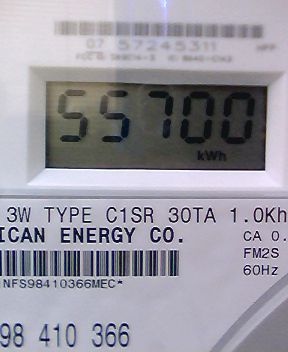 07 57245311
55700
kWh
3W TYPE C1SR 30TA 1.0Kh
ICAN ENERGY CO.
CA 0.
FM2S
60Hz
NFS98410366MEC*
98 410 366